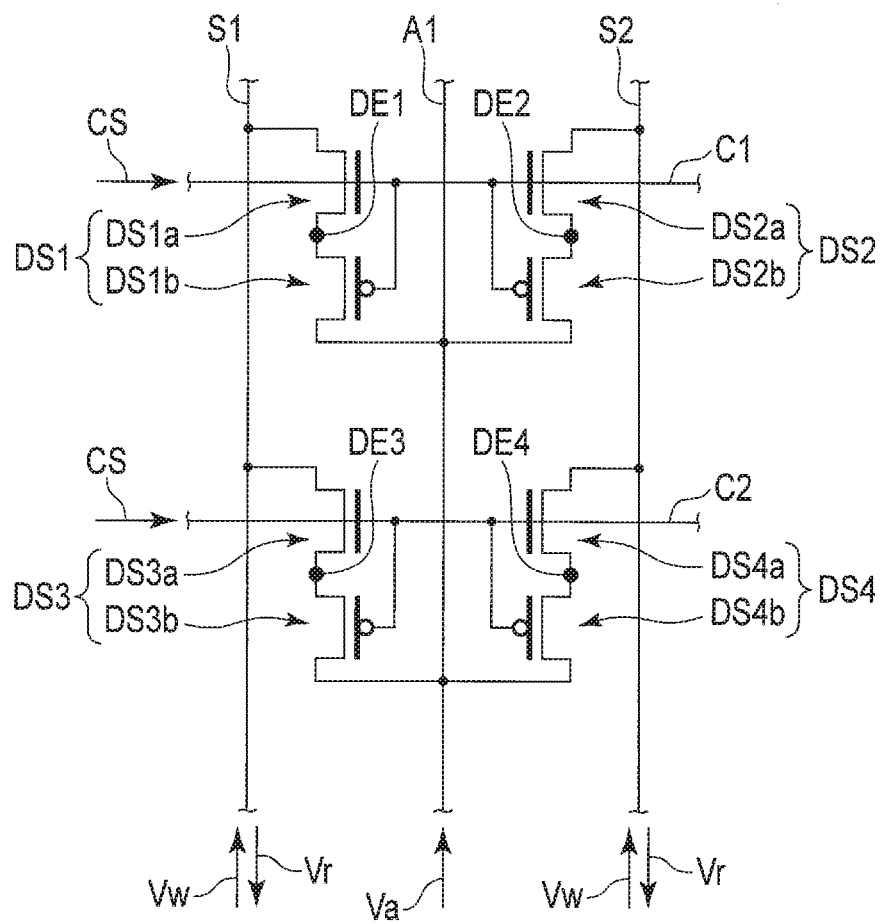 S1 A1 S2
DE1 DE2
CS C1
DS1 DS1a DS2a DS2
DS1b DS2b
DE3 DE4
CS C2
DS3 DS3a DS4a DS4
DS3b DS4b
Vw Vr Va Vw Vr